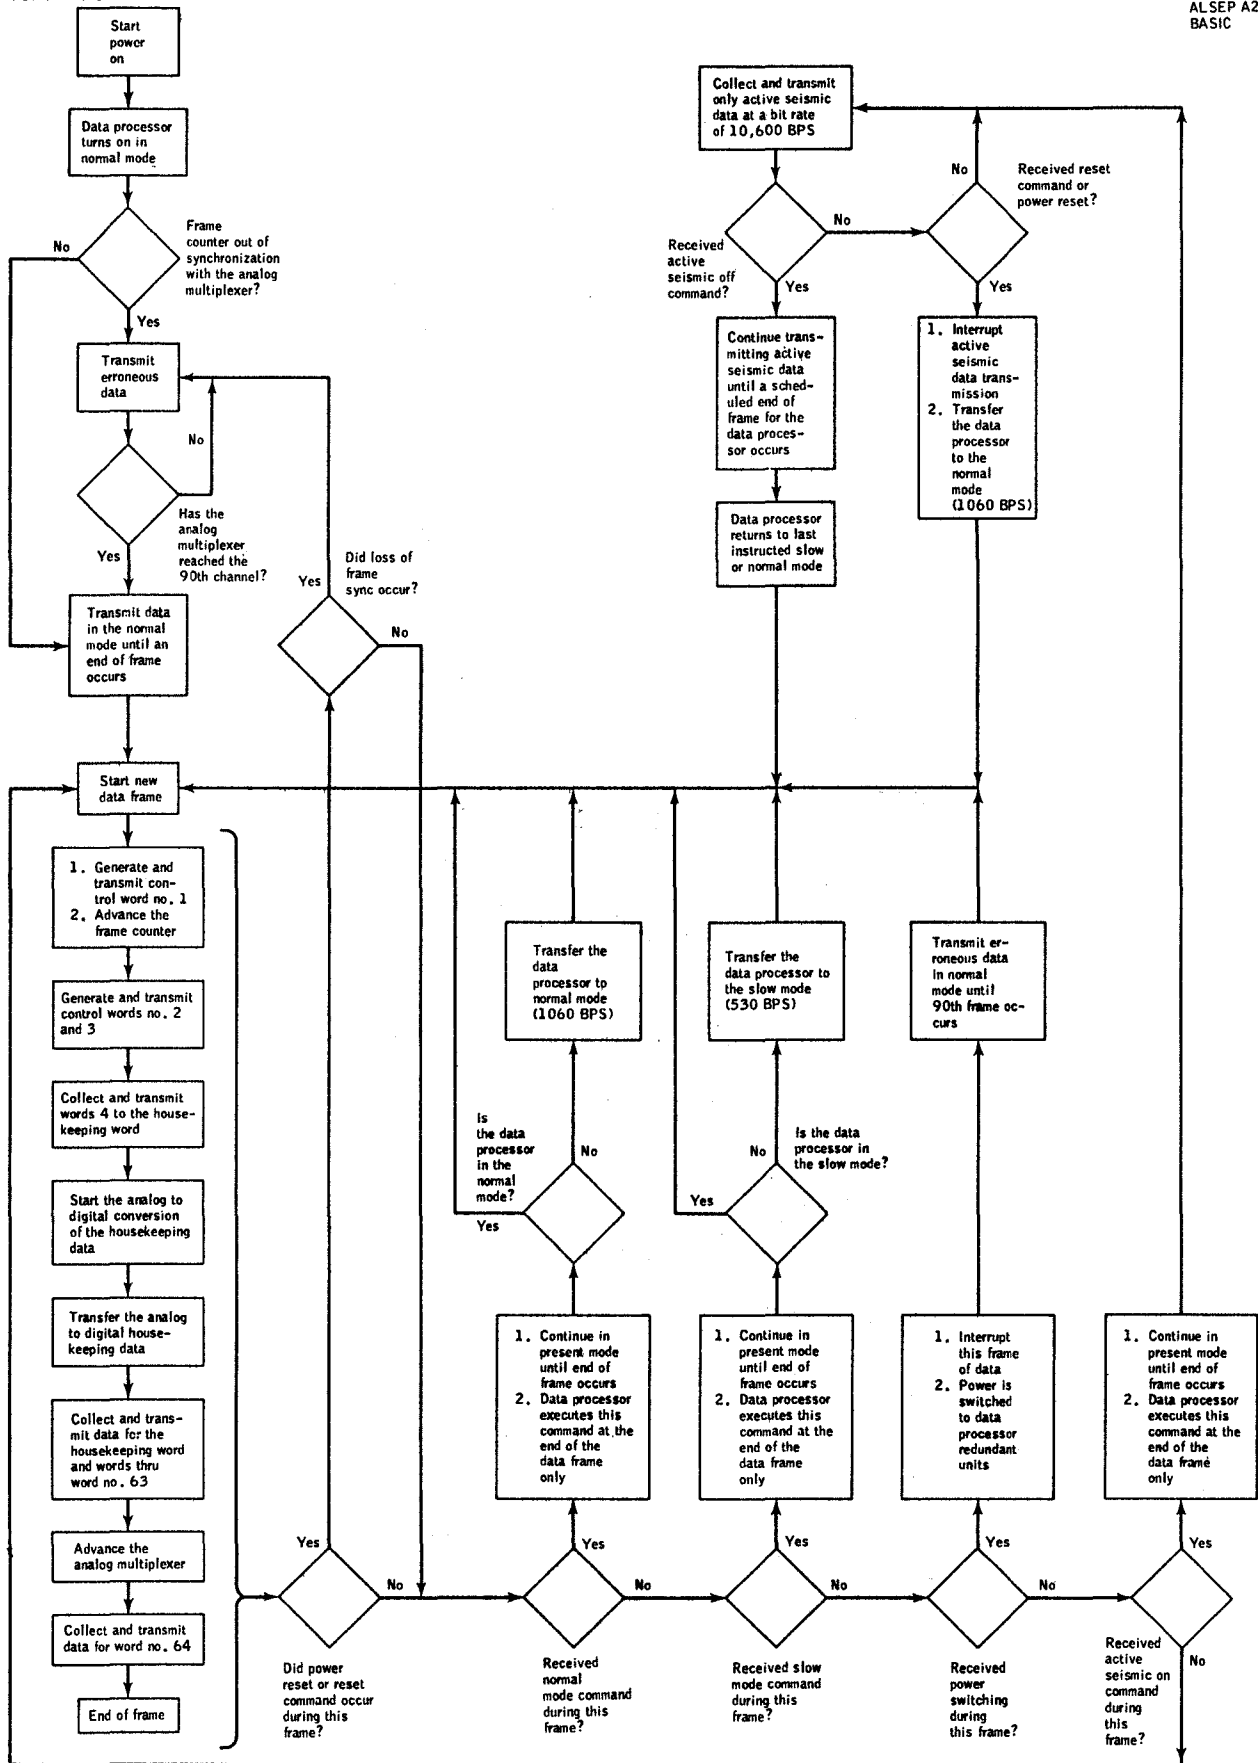 ALSEP A2
BASIC
Start
power
on
Data processor
turns on in
normal mode
No
Frame
counter out of
synchronization
with the analog
multiplexer?
Yes
Transmit
erroneous
data
No
Has the
analog
multiplexer
reached the
90th channel?
Yes
Transmit data
in the normal
mode until an
end of frame
occurs
Did loss of
frame
sync occur?
Yes
No
Collect and transmit
only active seismic
data at a bit rate
of 10,600 BPS
Received
active
seismic off
command?
No
Yes
No
Received reset
command or
power reset?
Yes
Continue trans-
mitting active
seismic data
until a sched-
uled end of
frame for the
data proces-
sor occurs
1. Interrupt
active
seismic
data trans-
mission
2. Transfer
the data
processor
to the
normal
mode
(1060 BPS)
Data processor
returns to last
instructed slow
or normal mode
Start new
data frame
1. Generate and
transmit con-
trol word no. 1
2. Advance the
frame counter
Generate and transmit
control words no. 2
and 3
Collect and transmit
words 4 to the house-
keeping word
Start the analog to
digital conversion
of the housekeeping
data
Transfer the analog
to digital house-
keeping data
Collect and trans-
mit data for the
housekeeping word
and words thru
word no. 63
Advance the
analog multiplexer
Collect and transmit
data for word no. 64
End of frame
Transfer the
data
processor to
normal mode
(1060 BPS)
Transfer the
data processor to
the slow mode
(530 BPS)
Transmit er-
roneous data
in normal
mode until
90th frame oc-
curs
Is
the data
processor
in the
normal
mode?
No
Yes
Is the data
processor in
the slow mode?
No
Yes
1. Continue in
present mode
until end of
frame occurs
2. Data processor
executes this
command at the
end of the
data frame
only
1. Continue in
present mode
until end of
frame occurs
2. Data processor
executes this
command at the
end of the
data frame
only
1. Interrupt
this frame
of data
2. Power is
switched
to data
processor
redundant
units
1. Continue in
present mode
until end of
frame occurs
2. Data processor
executes this
command at the
end of the
data frame
only
Yes
No
Did power
reset or reset
command occur
during this
frame?
Yes
No
Received
normal
mode command
during this
frame?
Yes
No
Received slow
mode command
during this
frame?
Yes
No
Received
power
switching
during
this frame?
Yes
No
Received
active
seismic on
command
during
this
frame?